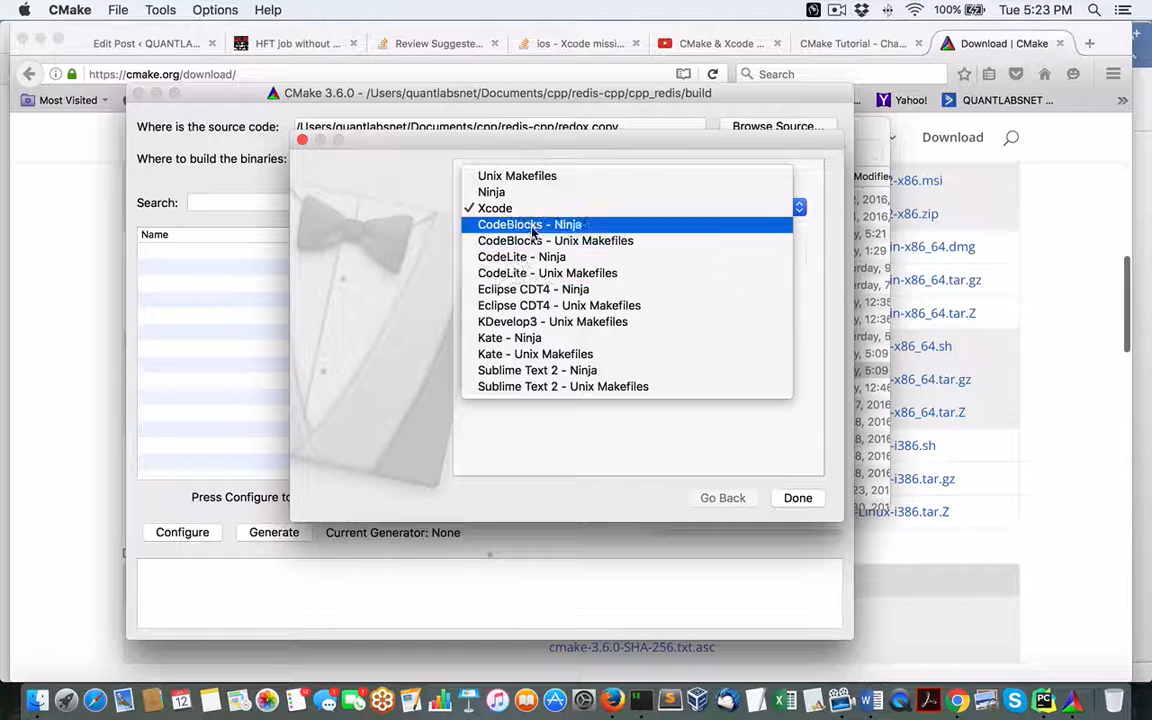 CMake File Tools Options Help 100% Tue 5:23 PM
Edit Post ‹ QUANTLA... × HFT job without ... × Review Suggeste... × ios - Xcode missi... × CMake & Xcode ... × CMake Tutorial - Cha... × Download | CMake ×
https://cmake.org/download/ Search
Most Visited Yahoo! QUANTLABSNET ...
CMake 3.6.0 - /Users/quantlabsnet/Documents/cpp/redis-cpp/cpp_redis/build
Where is the source code: /Users/quantlabsnet/Documents/cpp/redis-cpp/redox copy Browse Source...
Where to build the binaries:
Search:
Name
Download
Modifie
Unix Makefiles
Ninja
✓ Xcode
CodeBlocks - Ninja
CodeBlocks - Unix Makefiles
CodeLite - Ninja
CodeLite - Unix Makefiles
Eclipse CDT4 - Ninja
Eclipse CDT4 - Unix Makefiles
KDevelop3 - Unix Makefiles
Kate - Ninja
Kate - Unix Makefiles
Sublime Text 2 - Ninja
Sublime Text 2 - Unix Makefiles
2-x86.msi
2-x86.zip
in-x86_64.dmg
in-x86_64.tar.gz
in-x86_64.tar.Z
-x86_64.sh
-x86_64.tar.gz
-x86_64.tar.Z
-i386.sh
-i386.tar.gz
-Linux-i386.tar.Z
Go Back Done
Press Configure to
Configure Generate Current Generator: None
cmake-3.6.0-SHA-256.txt.asc